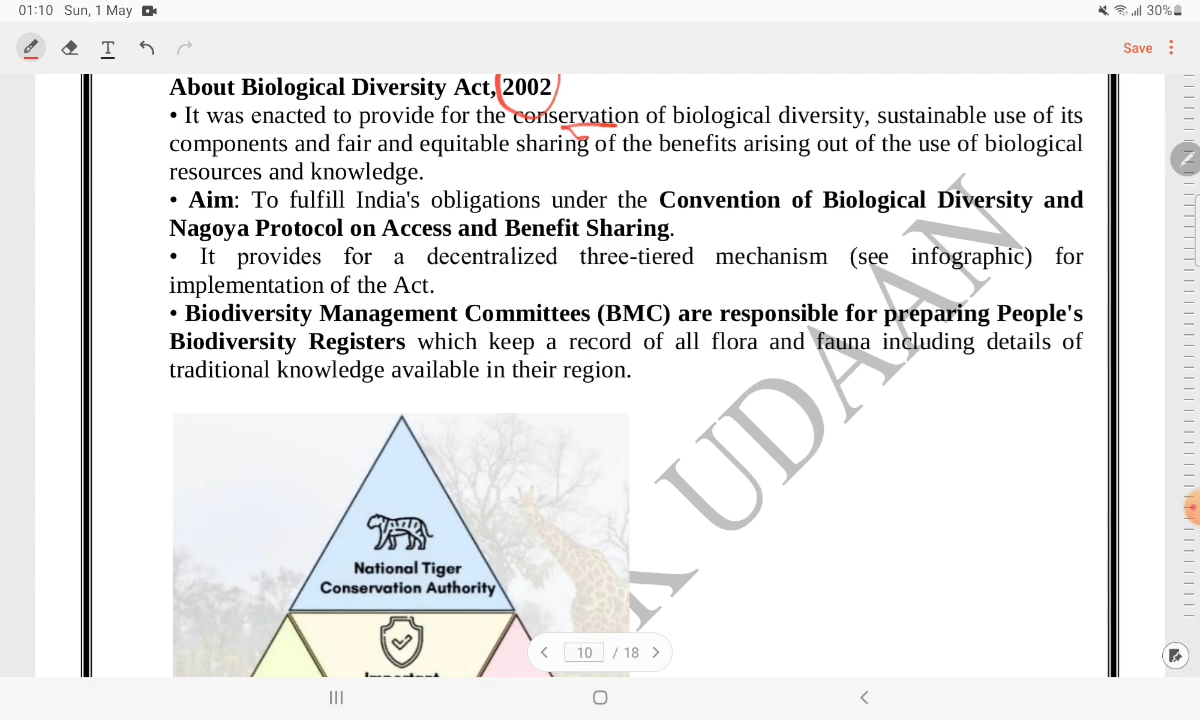 01:10 Sun, 1 May
30%
Save
About Biological Diversity Act, 2002
• It was enacted to provide for the conservation of biological diversity, sustainable use of its
components and fair and equitable sharing of the benefits arising out of the use of biological
resources and knowledge.
• Aim: To fulfill India's obligations under the Convention of Biological Diversity and
Nagoya Protocol on Access and Benefit Sharing.
• It provides for a decentralized three-tiered mechanism (see infographic) for
implementation of the Act.
• Biodiversity Management Committees (BMC) are responsible for preparing People's
Biodiversity Registers which keep a record of all flora and fauna including details of
traditional knowledge available in their region.
UDAAN
National Tiger
Conservation Authority
Important
10 / 18